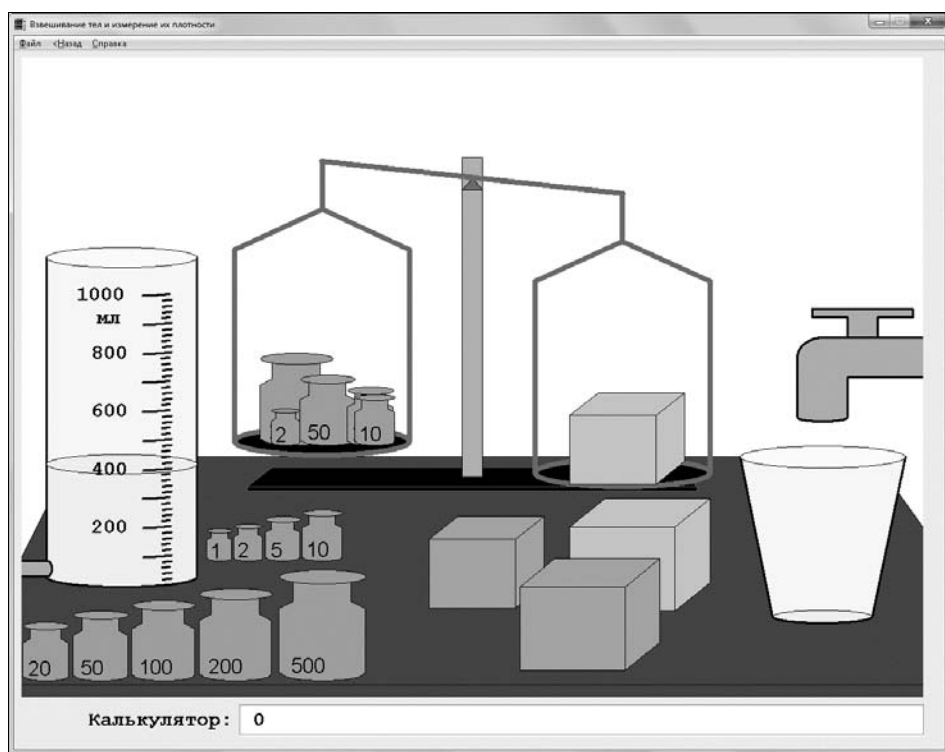 Взвешивание тел и измерение их плотности
Файл <Назад Справка
1000
мл
800
600
400
200
2 50 10
1 2 5 10
20 50 100 200 500
Калькулятор: 0